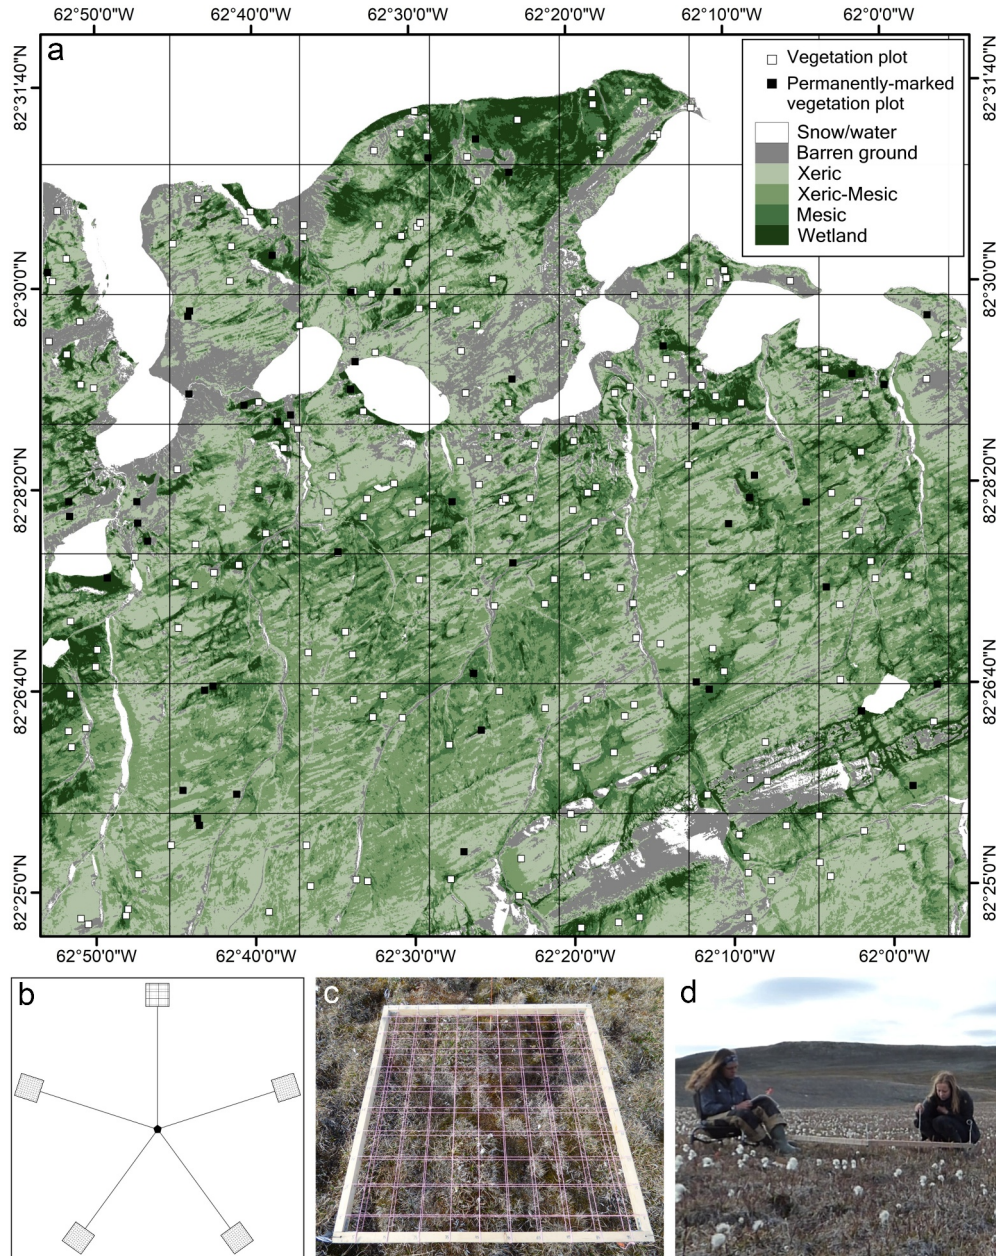 62°50'0"W 62°40'0"W 62°30'0"W 62°20'0"W 62°10'0"W 62°0'0"W
a
82°31'40"N
82°30'0"N
82°28'20"N
82°26'40"N
82°25'0"N
Vegetation plot
Permanently-marked
vegetation plot
Snow/water
Barren ground
Xeric
Xeric-Mesic
Mesic
Wetland
82°31'40"N
82°30'0"N
82°28'20"N
82°26'40"N
82°25'0"N
62°50'0"W 62°40'0"W 62°30'0"W 62°20'0"W 62°10'0"W 62°0'0"W
b
c
d